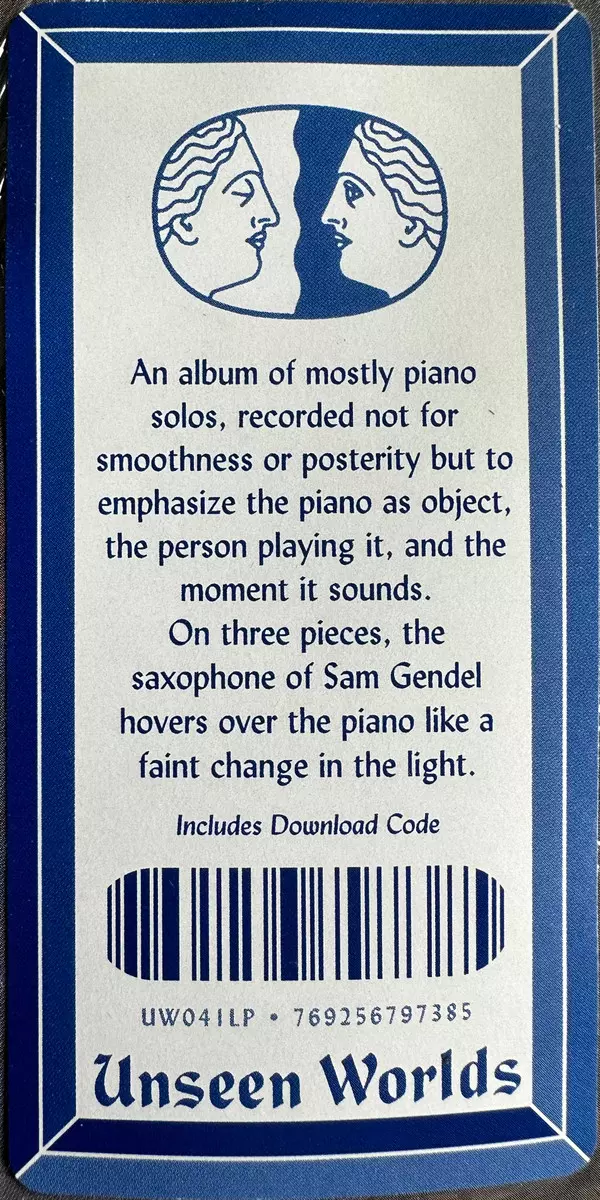 An album of mostly piano
solos, recorded not for
smoothness or posterity but to
emphasize the piano as object,
the person playing it, and the
moment it sounds.
On three pieces, the
saxophone of Sam Gendel
hovers over the piano like a
faint change in the light.
Includes Download Code
UW041LP • 769256797385
Unseen Worlds